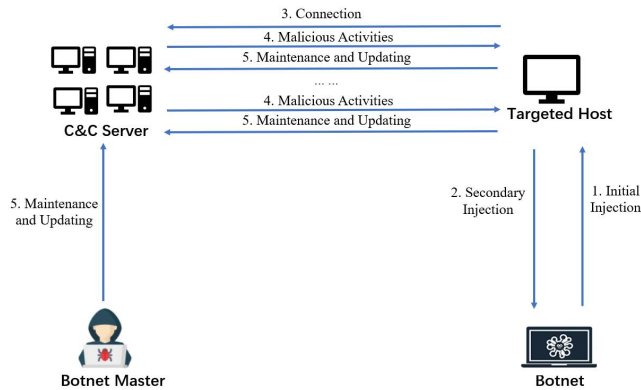 3. Connection
4. Malicious Activities
5. Maintenance and Updating
... ...
4. Malicious Activities
5. Maintenance and Updating
C&C Server
Targeted Host
5. Maintenance
and Updating
2. Secondary
Injection
1. Initial
Injection
Botnet Master
Botnet